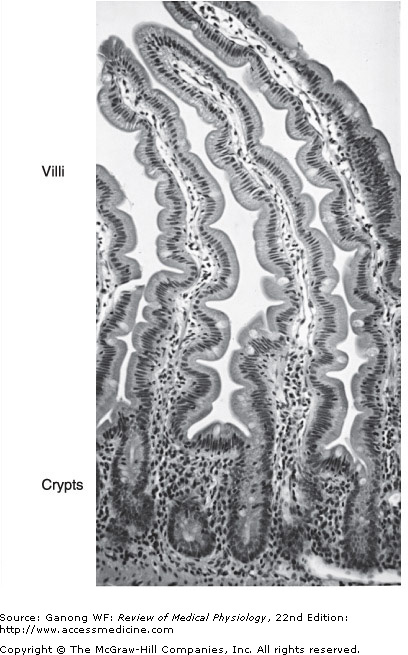 Villi
Crypts
Source: Ganong WF: Review of Medical Physiology, 22nd Edition:
http://www.accessmedicine.com
Copyright © The McGraw-Hill Companies, Inc. All rights reserved.